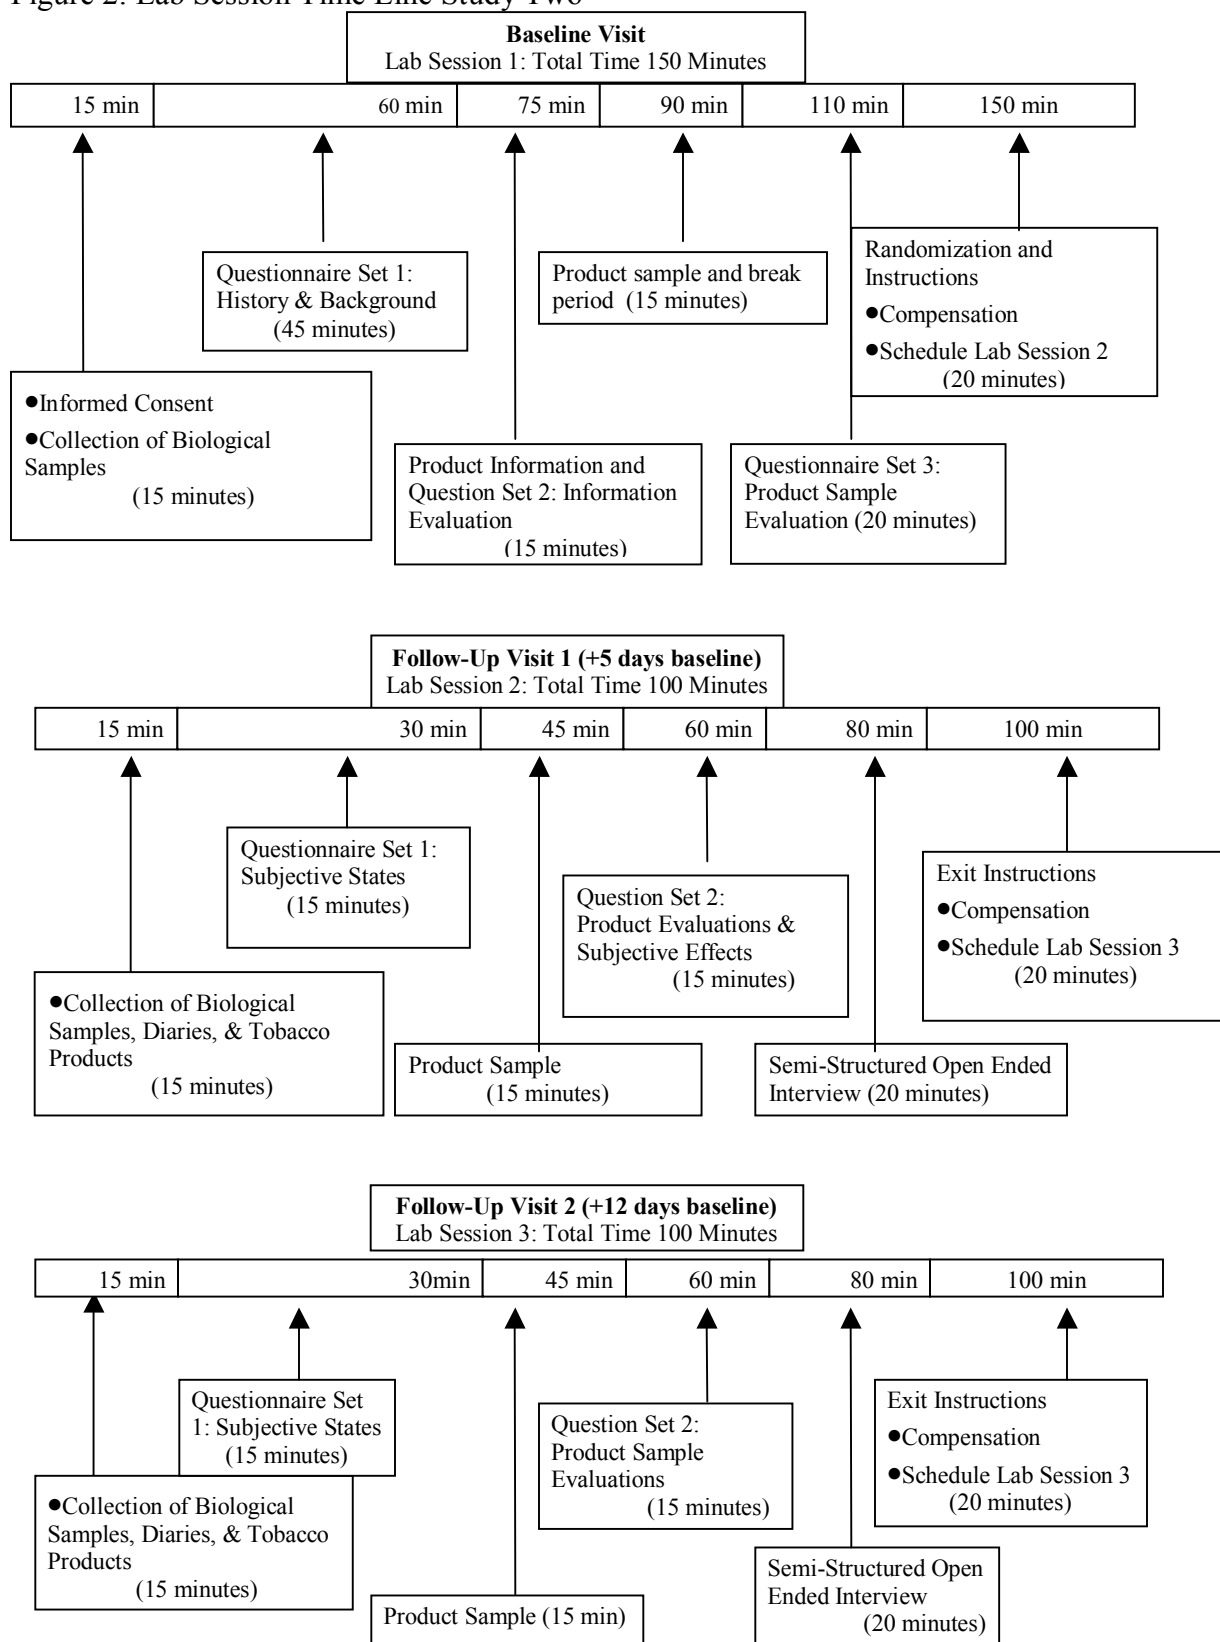 Figure 2: Lab Session Time Line Study Two
Baseline Visit
Lab Session 1: Total Time 150 Minutes
15 min
60 min
75 min
90 min
110 min
150 min
Questionnaire Set 1:
History & Background
(45 minutes)
Product sample and break
period (15 minutes)
Randomization and
Instructions
●Compensation
●Schedule Lab Session 2
(20 minutes)
●Informed Consent
●Collection of Biological
Samples
(15 minutes)
Product Information and
Question Set 2: Information
Evaluation
(15 minutes)
Questionnaire Set 3:
Product Sample
Evaluation (20 minutes)
Follow-Up Visit 1 (+5 days baseline)
Lab Session 2: Total Time 100 Minutes
15 min
30 min
45 min
60 min
80 min
100 min
Questionnaire Set 1:
Subjective States
(15 minutes)
Question Set 2:
Product Evaluations &
Subjective Effects
(15 minutes)
Exit Instructions
●Compensation
●Schedule Lab Session 3
(20 minutes)
●Collection of Biological
Samples, Diaries, & Tobacco
Products
(15 minutes)
Product Sample
(15 minutes)
Semi-Structured Open Ended
Interview (20 minutes)
Follow-Up Visit 2 (+12 days baseline)
Lab Session 3: Total Time 100 Minutes
15 min
30min
45 min
60 min
80 min
100 min
Questionnaire Set
1: Subjective States
(15 minutes)
Question Set 2:
Product Sample
Evaluations
(15 minutes)
Exit Instructions
●Compensation
●Schedule Lab Session 3
(20 minutes)
●Collection of Biological
Samples, Diaries, & Tobacco
Products
(15 minutes)
Product Sample (15 min)
Semi-Structured Open
Ended Interview
(20 minutes)